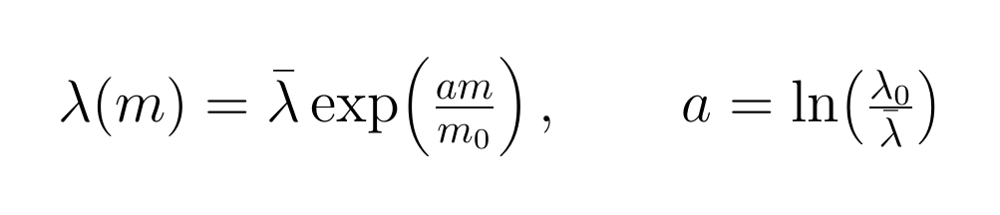 λ(m) = λ̄ exp(am/m₀), a = ln(λ₀/λ̄)